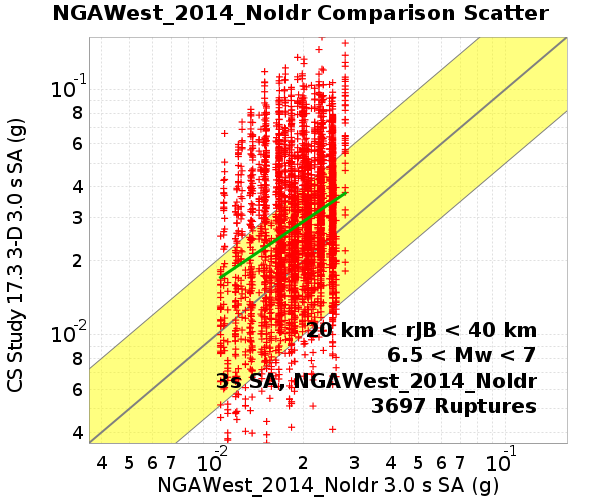 NGAWest_2014_NoIdr Comparison Scatter
CS Study 17.3 3-D 3.0 s SA (g)
10⁻¹
8
6
4
3
2
10⁻²
8
6
4
20 km < rJB < 40 km
6.5 < Mw < 7
3s SA, NGAWest_2014_NoIdr
3697 Ruptures
4 5 6 7 10⁻² 2 3 4 5 6 7 10⁻¹
NGAWest_2014_NoIdr 3.0 s SA (g)